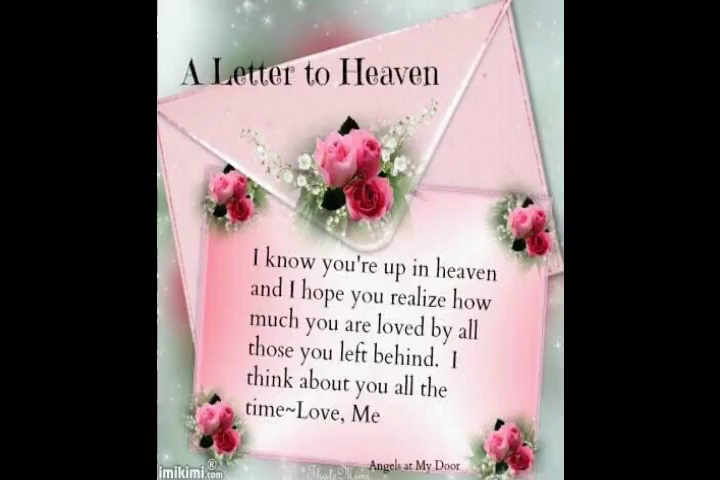 A Letter to Heaven
I know you're up in heaven
and I hope you realize how
much you are loved by all
those you left behind.  I
think about you all the
time~Love, Me
Angels at My Door
imikimi.com®